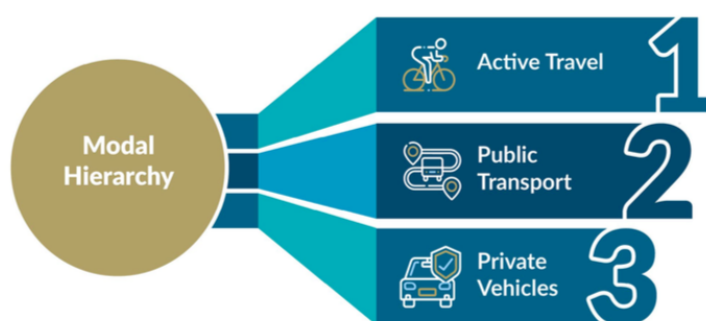 Modal
Hierarchy
Active Travel
1
Public
Transport
2
Private
Vehicles
3